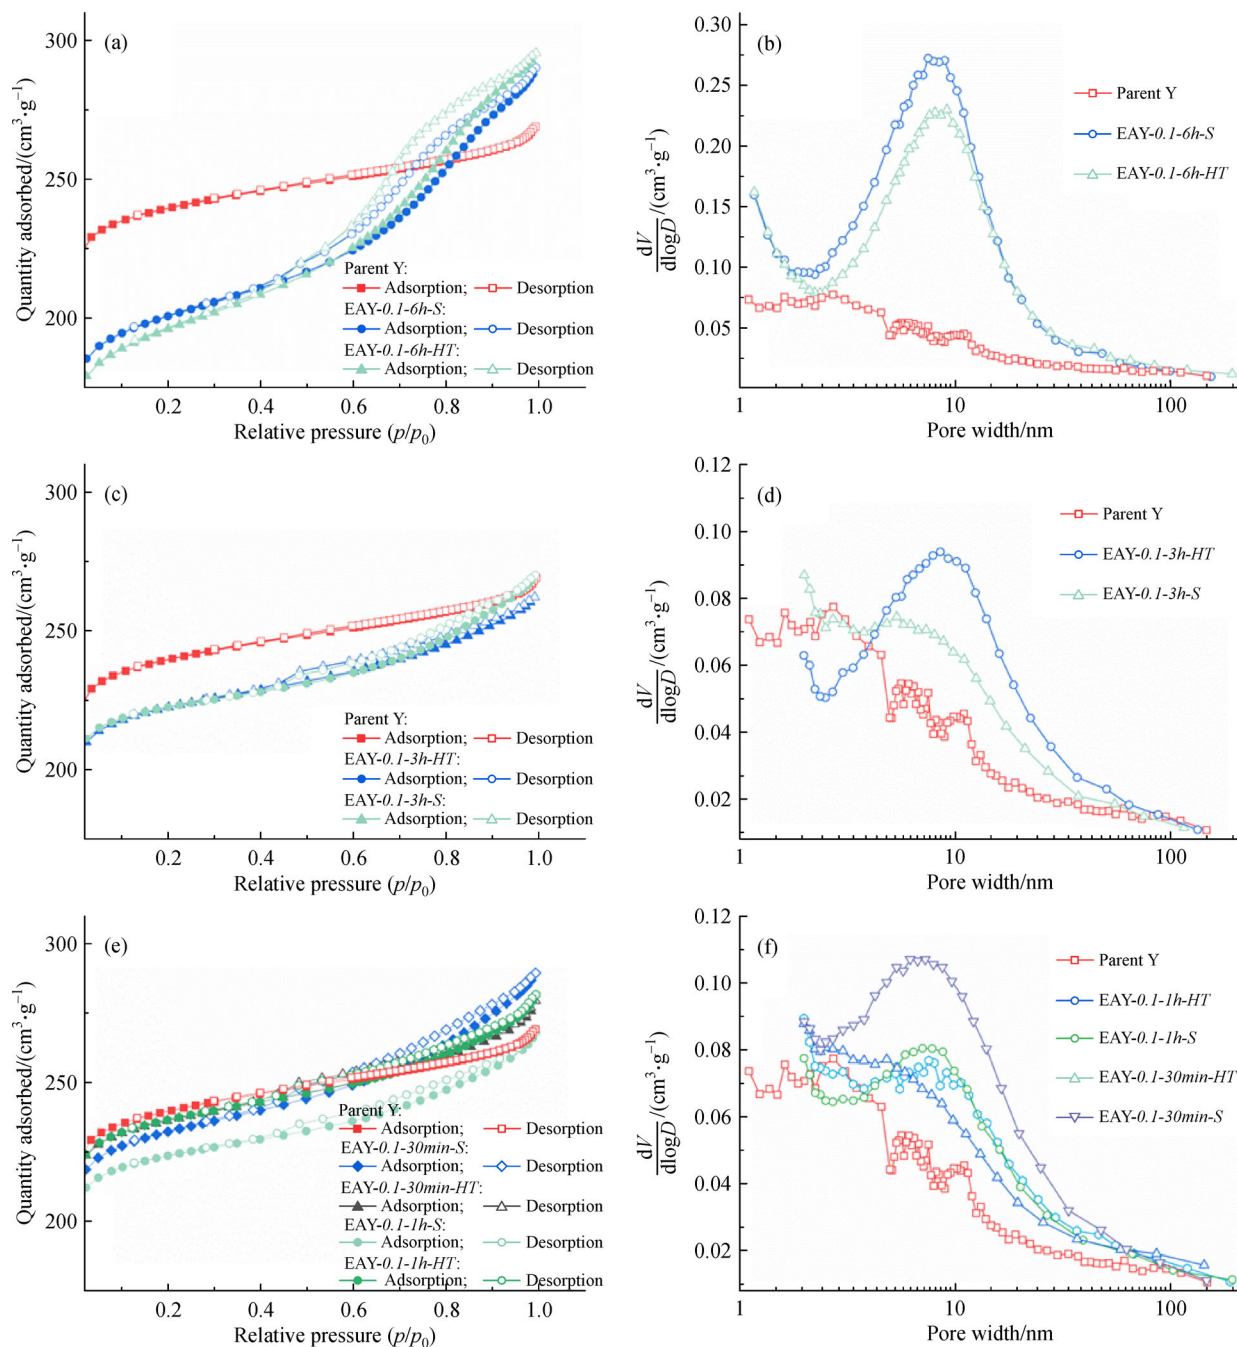 (a)
300
250
200
Quantity adsorbed/(cm³·g⁻¹)
Parent Y:
Adsorption; Desorption
EAY-0.1-6h-S:
Adsorption; Desorption
EAY-0.1-6h-HT:
Adsorption; Desorption
0.2 0.4 0.6 0.8 1.0
Relative pressure (p/p₀)
(b)
0.30
0.25
0.20
0.15
0.10
0.05
dV/dlogD/(cm³·g⁻¹)
Parent Y
EAY-0.1-6h-S
EAY-0.1-6h-HT
1 10 100
Pore width/nm
(c)
300
250
200
Quantity adsorbed/(cm³·g⁻¹)
Parent Y:
Adsorption; Desorption
EAY-0.1-3h-HT:
Adsorption; Desorption
EAY-0.1-3h-S:
Adsorption; Desorption
0.2 0.4 0.6 0.8 1.0
Relative pressure (p/p₀)
(d)
0.12
0.10
0.08
0.06
0.04
0.02
dV/dlogD/(cm³·g⁻¹)
Parent Y
EAY-0.1-3h-HT
EAY-0.1-3h-S
1 10 100
Pore width/nm
(e)
300
250
200
Quantity adsorbed/(cm³·g⁻¹)
Parent Y:
Adsorption; Desorption
EAY-0.1-30min-S:
Adsorption; Desorption
EAY-0.1-30min-HT:
Adsorption; Desorption
EAY-0.1-1h-S:
Adsorption; Desorption
EAY-0.1-1h-HT:
Adsorption; Desorption
0.2 0.4 0.6 0.8 1.0
Relative pressure (p/p₀)
(f)
0.12
0.10
0.08
0.06
0.04
0.02
dV/dlogD/(cm³·g⁻¹)
Parent Y
EAY-0.1-1h-HT
EAY-0.1-1h-S
EAY-0.1-30min-HT
EAY-0.1-30min-S
1 10 100
Pore width/nm